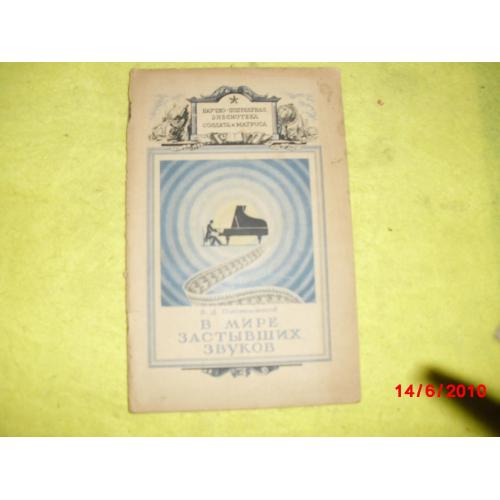 НАУЧНО-ПОПУЛЯРНАЯ
БИБЛИОТЕКА
СОЛДАТА и МАТРОСА
В МИРЕ
ЗАСТЫВШИХ
ЗВУКОВ
14/6/2010